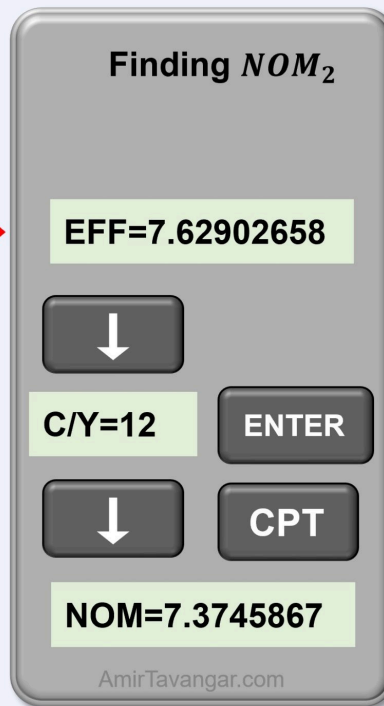 Finding NOM₂
EFF=7.62902658
↓
C/Y=12 ENTER
↓ CPT
NOM=7.3745867
AmirTavangar.com